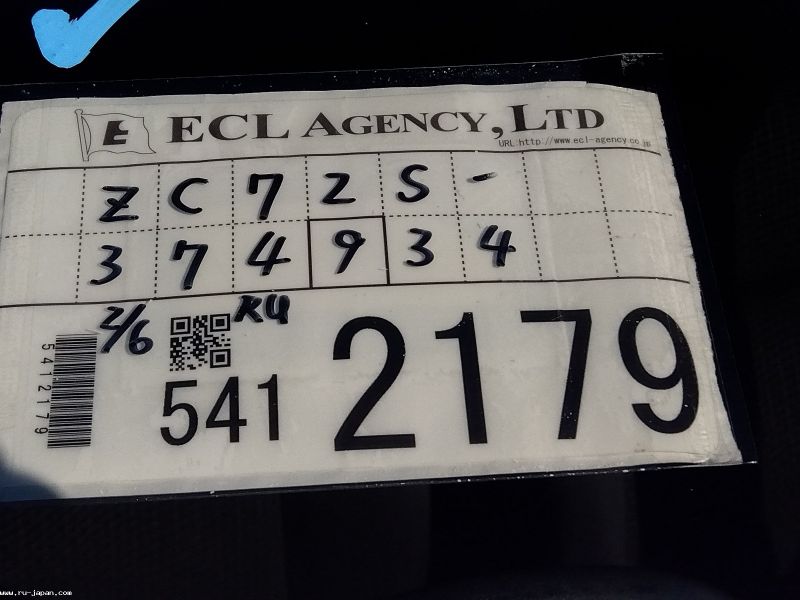 E ECL AGENCY, LTD
URL:http://www.ecl-agency.co.jp
ZC72S-
374934
2/6 KU
541 2179
5412179
www.ru-japan.com